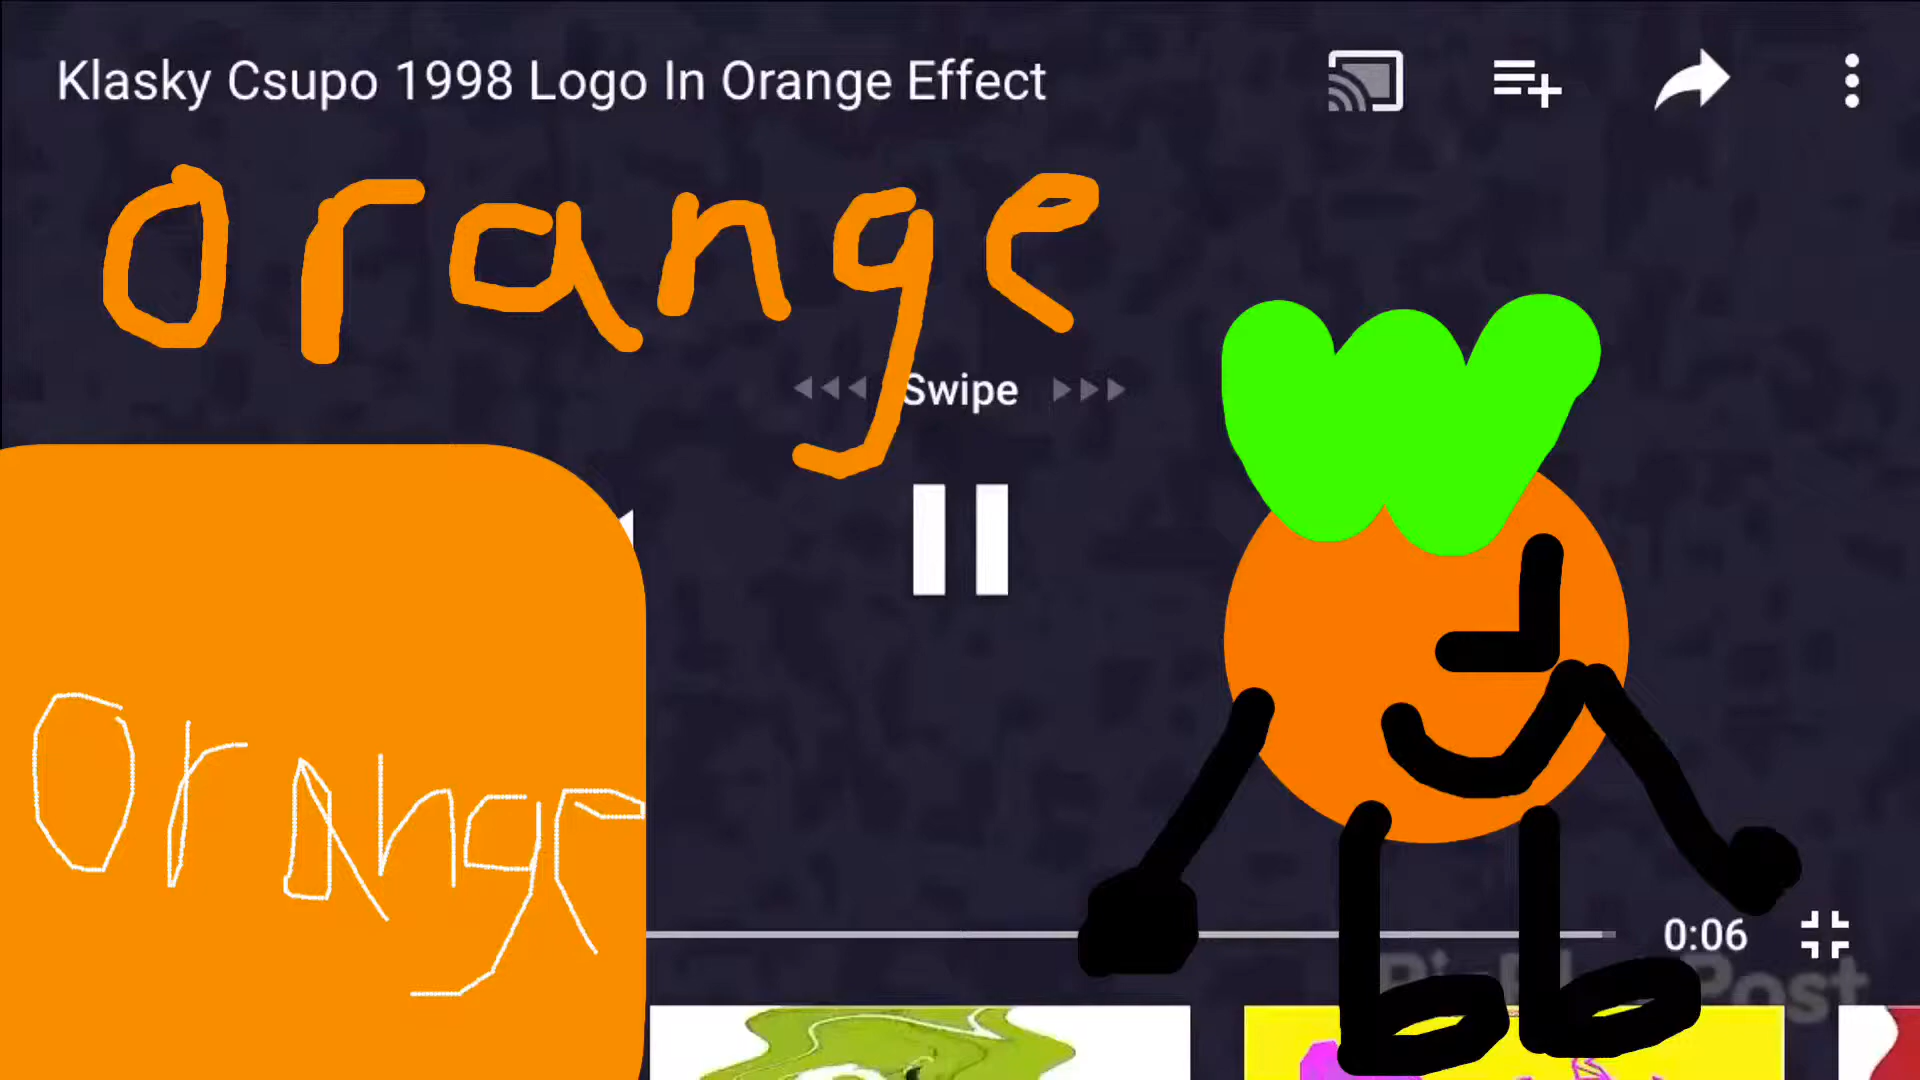 Klasky Csupo 1998 Logo In Orange Effect
orange
Swipe
Orange
0:06